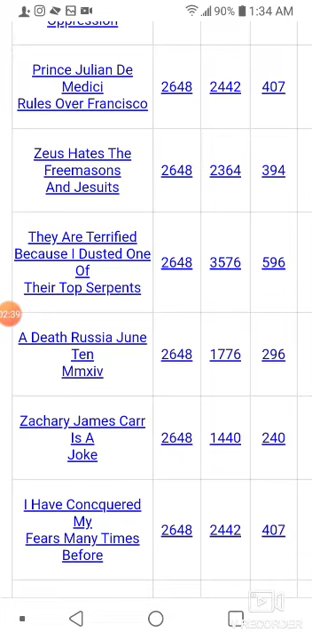 90% 1:34 AM
Oppression
Prince Julian De
Medici
Rules Over Francisco
2648 2442 407
Zeus Hates The
Freemasons
And Jesuits
2648 2364 394
They Are Terrified
Because I Dusted One
Of
Their Top Serpents
2648 3576 596
02:39
A Death Russia June
Ten
Mmxiv
2648 1776 296
Zachary James Carr
Is A
Joke
2648 1440 240
I Have Concquered
My
Fears Many Times
Before
2648 2442 407
RECORDER